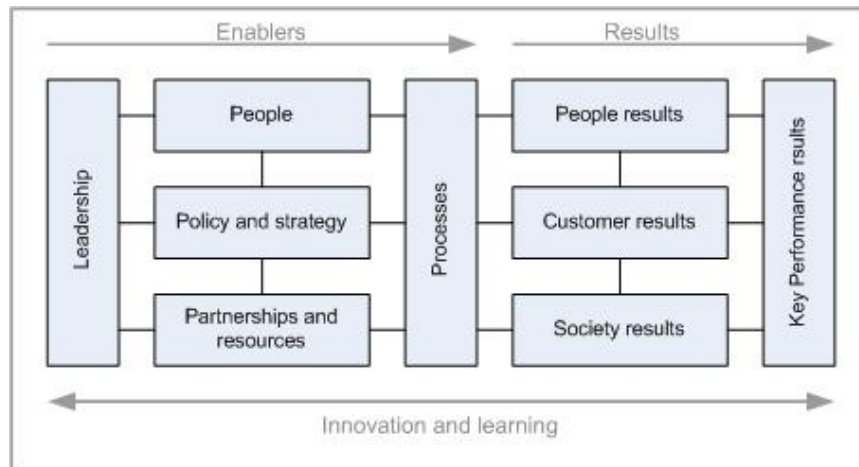 Enablers
Results
Leadership
People
Policy and strategy
Partnerships and
resources
Processes
People results
Customer results
Society results
Key Performance rsults
Innovation and learning